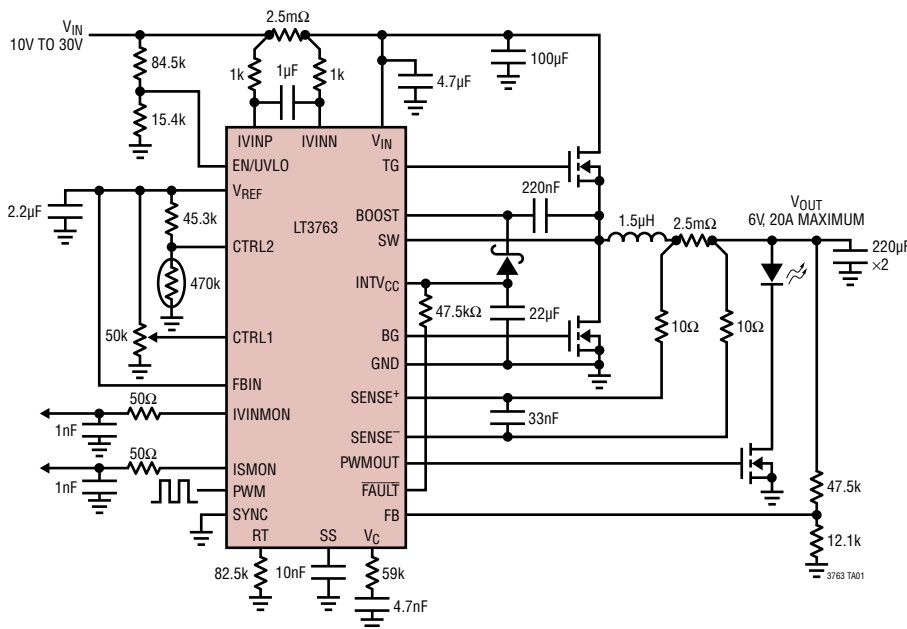 2.5mΩ
VIN
10V TO 30V
84.5k
1k
1µF
1k
4.7µF
100µF
15.4k
IVINP
IVINN
VIN
EN/UVLO
TG
VREF
2.2µF
45.3k
LT3763
BOOST
220nF
CTRL2
SW
1.5µH
2.5mΩ
VOUT
6V, 20A MAXIMUM
220µF
×2
470k
INTVCC
47.5kΩ
22µF
10Ω
10Ω
50k
CTRL1
BG
GND
FBIN
SENSE+
50Ω
IVINMON
33nF
1nF
SENSE–
50Ω
ISMON
PWMOUT
1nF
PWM
FAULT
47.5k
SYNC
FB
RT
SS
VC
12.1k
82.5k
10nF
59k
3763 TA01
4.7nF